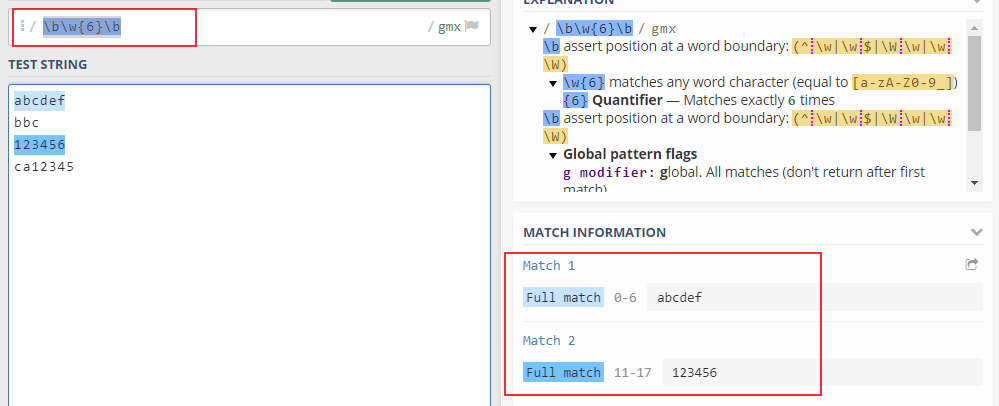 / \b\w{6}\b / gmx
TEST STRING
abcdef
bbc
123456
ca12345
EXPLANATION
/ \b\w{6}\b / gmx
\b assert position at a word boundary: (^\w|\w$|\W\w|\w
\W)
\w{6} matches any word character (equal to [a-zA-Z0-9_])
{6} Quantifier — Matches exactly 6 times
\b assert position at a word boundary: (^\w|\w$|\W\w|\w
\W)
Global pattern flags
g modifier: global. All matches (don't return after first
match)
MATCH INFORMATION
Match 1
Full match 0-6 abcdef
Match 2
Full match 11-17 123456